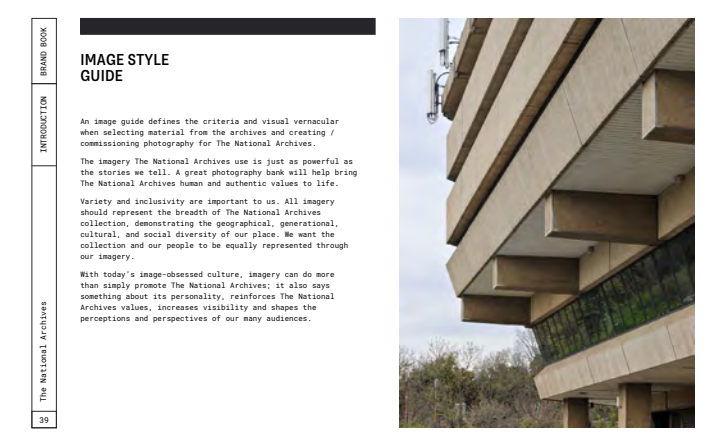 BRAND BOOK
INTRODUCTION
The National Archives
39
IMAGE STYLE
GUIDE
An image guide defines the criteria and visual vernacular
when selecting material from the archives and creating /
commissioning photography for The National Archives.
The imagery The National Archives use is just as powerful as
the stories we tell. A great photography bank will help bring
The National Archives human and authentic values to life.
Variety and inclusivity are important to us. All imagery
should represent the breadth of The National Archives
collection, demonstrating the geographical, generational,
cultural, and social diversity of our place. We want the
collection and our people to be equally represented through
our imagery.
With today's image-obsessed culture, imagery can do more
than simply promote The National Archives; it also says
something about its personality, reinforces The National
Archives values, increases visibility and shapes the
perceptions and perspectives of our many audiences.